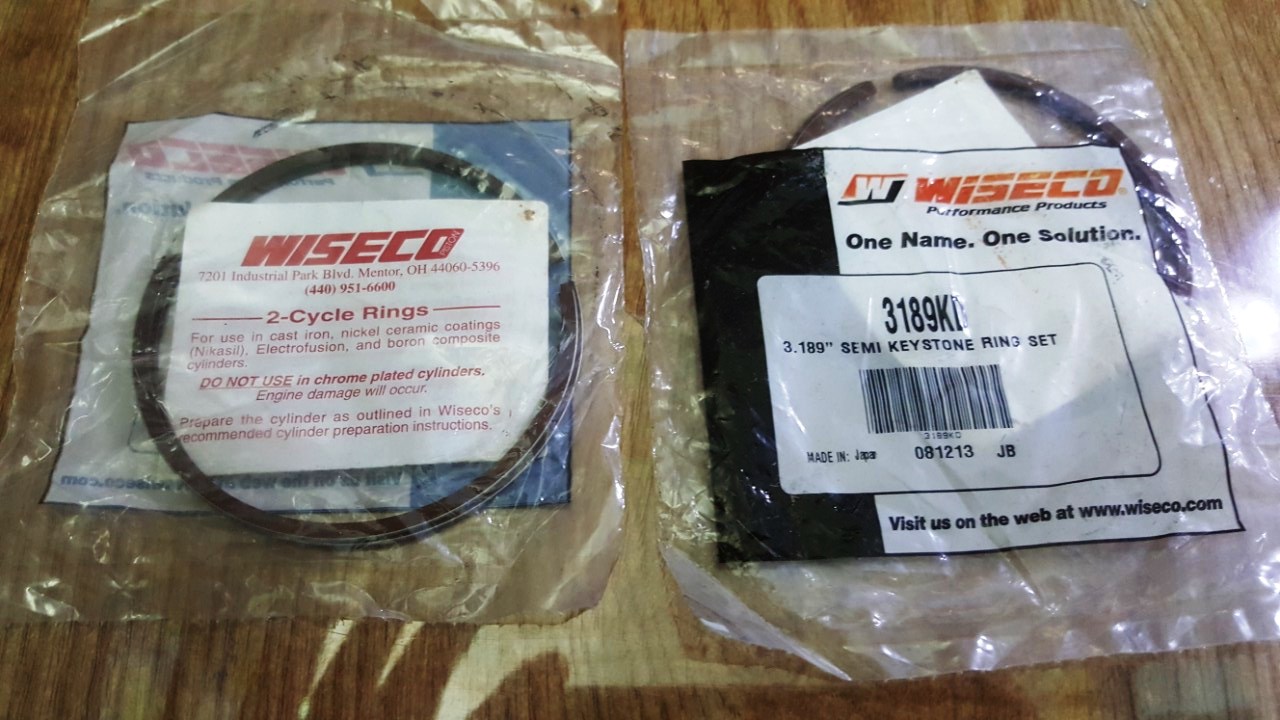 WISECO
PISTON
7201 Industrial Park Blvd. Mentor, OH 44060-5396
(440) 951-6600
2-Cycle Rings
For use in cast iron, nickel ceramic coatings
(Nikasil), Electrofusion, and boron composite
cylinders.
DO NOT USE in chrome plated cylinders.
Engine damage will occur.
Prepare the cylinder as outlined in Wiseco's
recommended cylinder preparation instructions.
W WISECO
Performance Products
One Name. One Solution.
3189KD
3.189" SEMI KEYSTONE RING SET
3189KD
MADE IN: Japan 081213 JB
Visit us on the web at www.wiseco.com